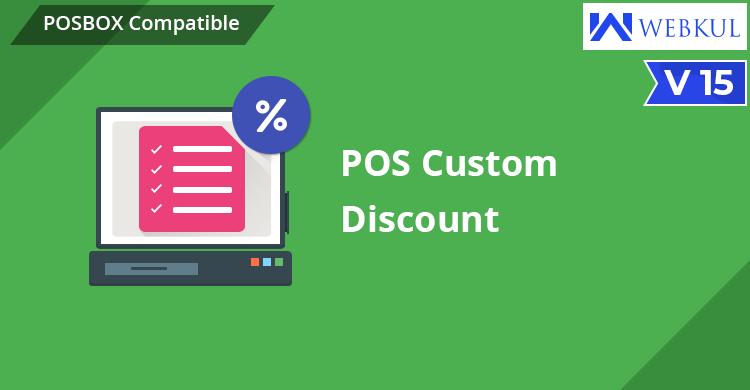 POSBOX Compatible
WEBKUL
V 15
%
POS Custom
Discount